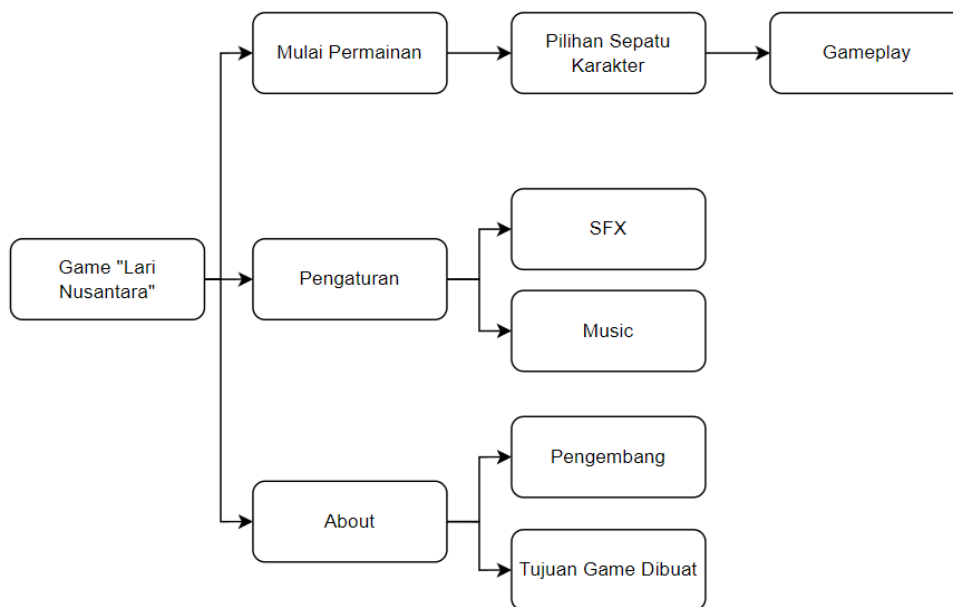 Mulai Permainan
Pilihan Sepatu
Karakter
Gameplay
Game "Lari
Nusantara"
Pengaturan
SFX
Music
About
Pengembang
Tujuan Game Dibuat